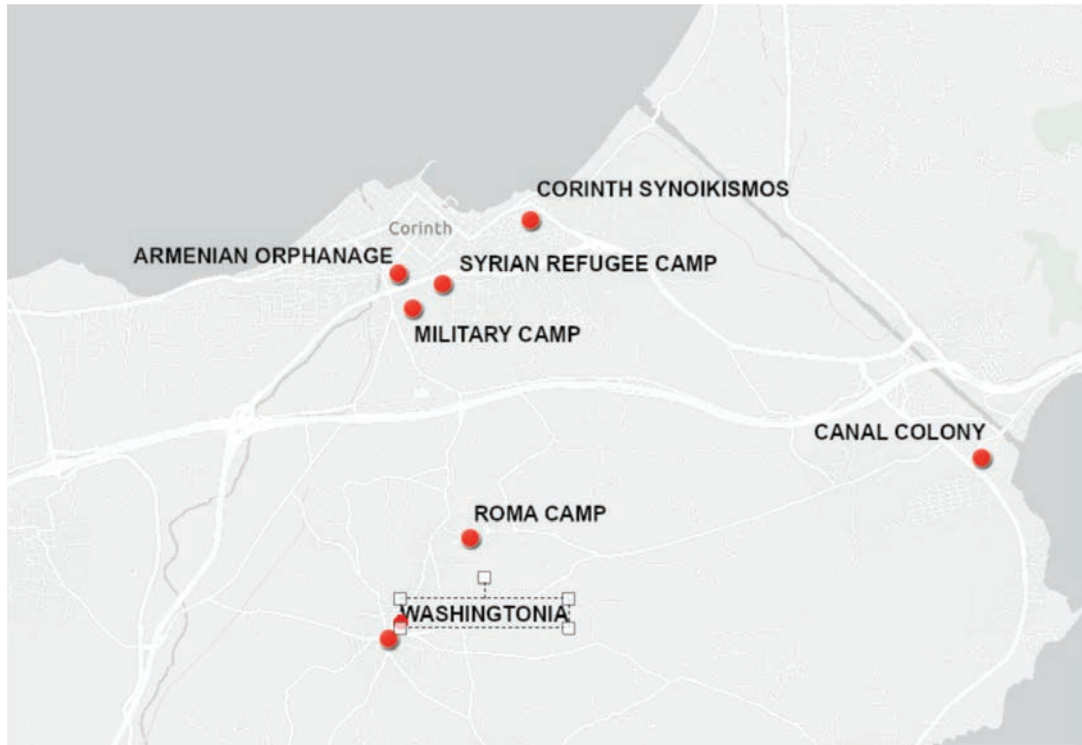 CORINTH SYNOIKISMOS
Corinth
ARMENIAN ORPHANAGE
SYRIAN REFUGEE CAMP
MILITARY CAMP
CANAL COLONY
ROMA CAMP
WASHINGTONIA